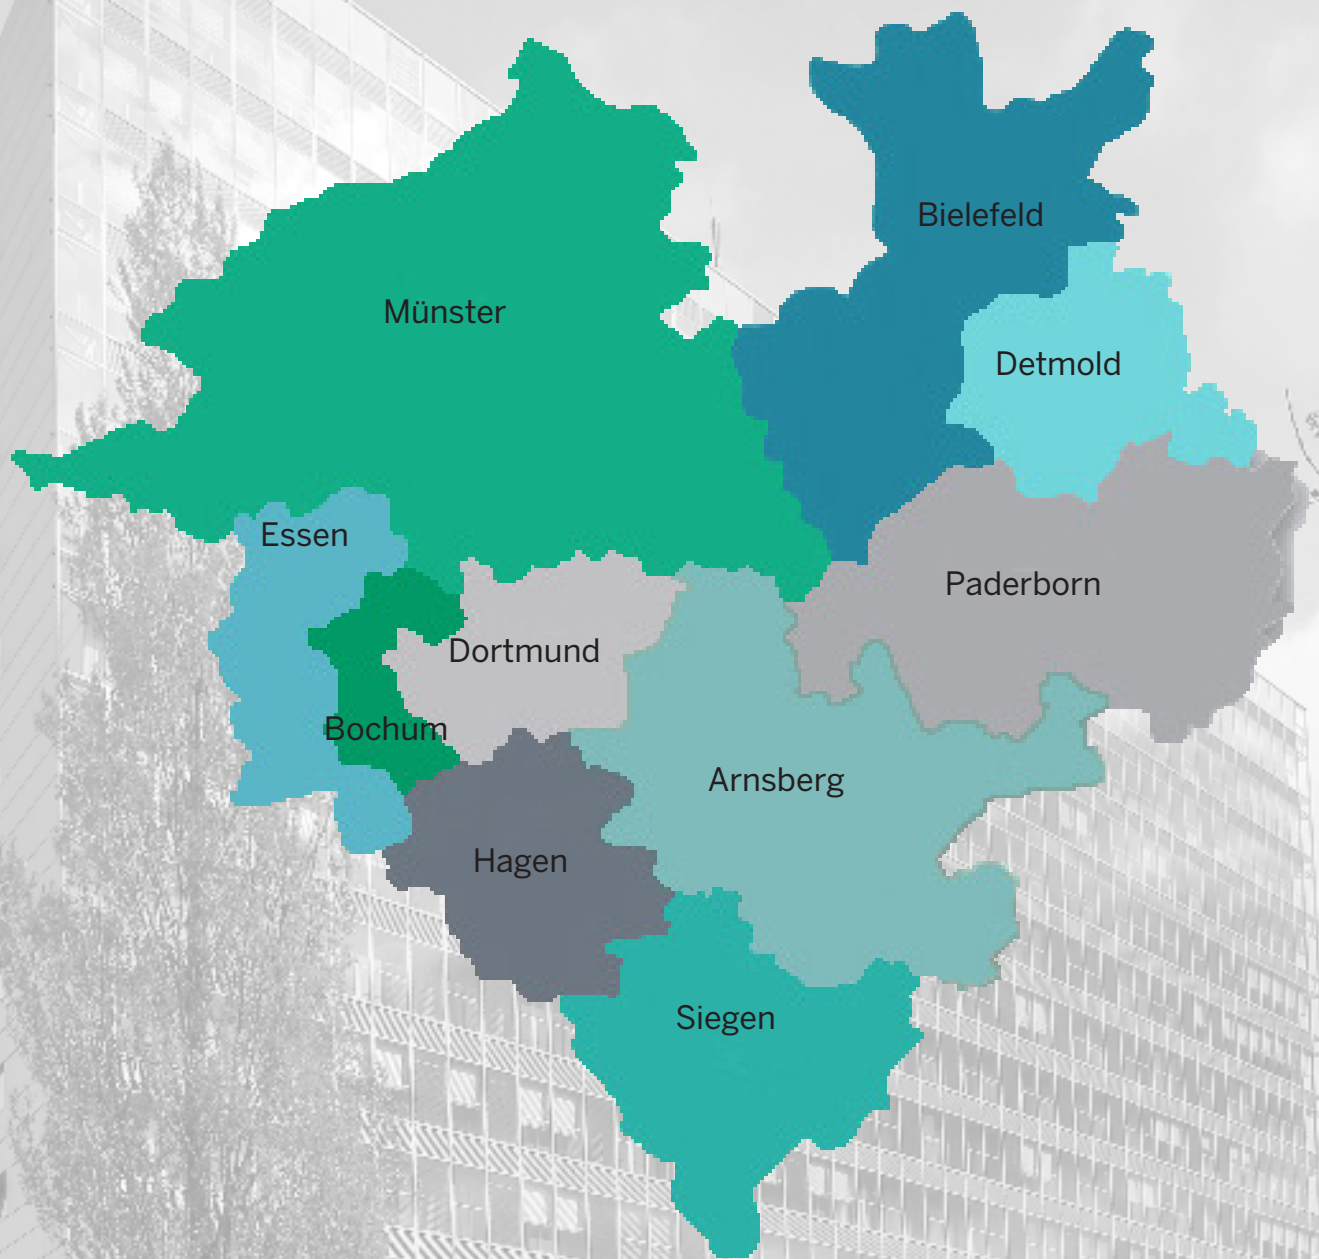 Bielefeld
Münster
Detmold
Essen
Paderborn
Dortmund
Bochum
Arnsberg
Hagen
Siegen